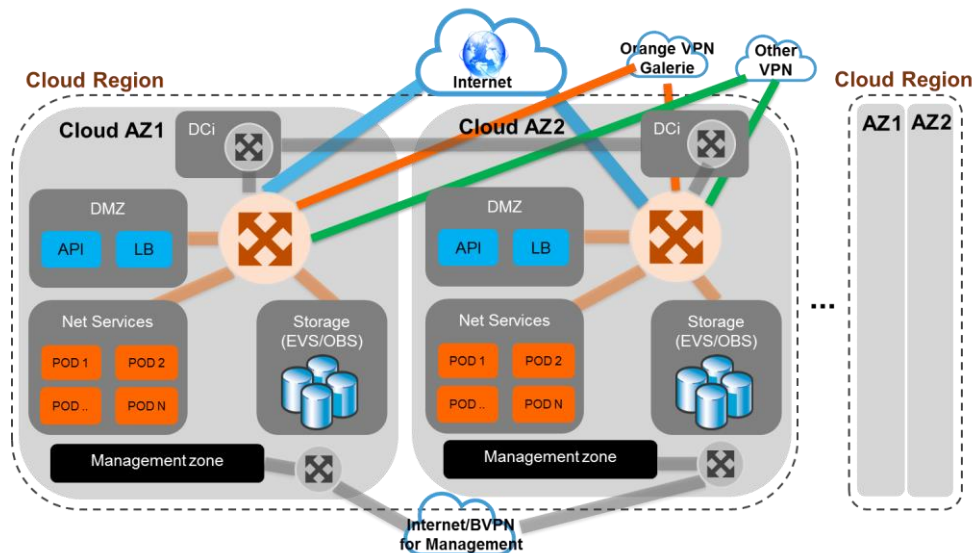 Internet
Orange VPN
Galerie
Other
VPN
Cloud Region
Cloud AZ1
DCi
DMZ
API
LB
Net Services
POD 1
POD 2
POD ..
POD N
Storage
(EVS/OBS)
Management zone
Cloud AZ2
DCi
DMZ
API
LB
Net Services
POD 1
POD 2
POD ..
POD N
Storage
(EVS/OBS)
Management zone
Internet/BVPN
for Management
...
Cloud Region
AZ1
AZ2